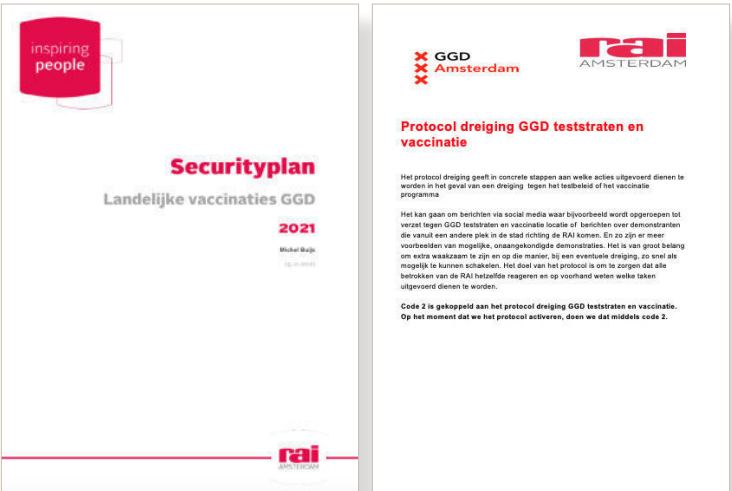 inspiring
people
Securityplan
Landelijke vaccinaties GGD
2021
Michel Buijs
rai
AMSTERDAM
GGD
Amsterdam
rai
AMSTERDAM
Protocol dreiging GGD teststraten en
vaccinatie
Het protocol dreiging geeft in concrete stappen aan welke acties uitgevoerd dienen te
worden in het geval van een dreiging tegen het testbeleid of het vaccinatie
programma
Het kan gaan om berichten via social media waar bijvoorbeeld wordt opgeroepen tot
verzet tegen GGD teststraten en vaccinatie locatie of berichten over demonstranten
die vanuit een andere plek in de stad richting de RAI komen. En zo zijn er meer
voorbeelden van mogelijke, onaangekondigde demonstraties. Het is van groot belang
om extra waakzaam te zijn en op die manier, bij een eventuele dreiging, zo snel als
mogelijk te kunnen schakelen. Het doel van het protocol is om te zorgen dat alle
betrokken van de RAI hetzelfde reageren en op voorhand weten welke taken
uitgevoerd dienen te worden.
Code 2 is gekoppeld aan het protocol dreiging GGD teststraten en vaccinatie.
Op het moment dat we het protocol activeren, doen we dat middels code 2.